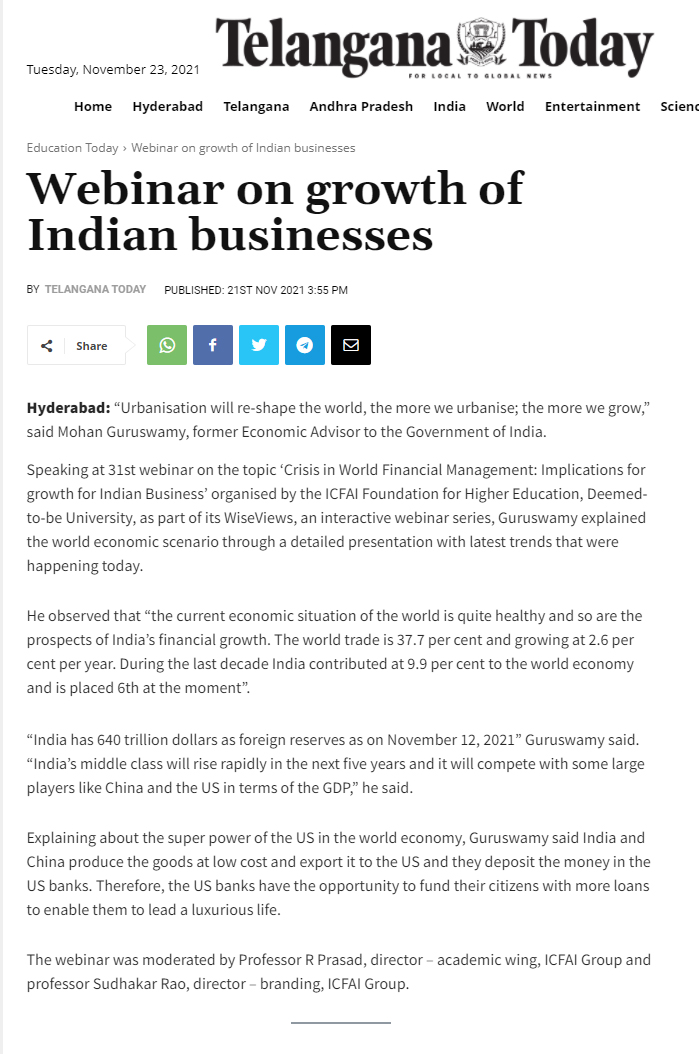 Telangana Today
FOR LOCAL TO GLOBAL NEWS
Tuesday, November 23, 2021
Home Hyderabad Telangana Andhra Pradesh India World Entertainment Scienc
Education Today › Webinar on growth of Indian businesses
Webinar on growth of
Indian businesses
BY TELANGANA TODAY PUBLISHED: 21ST NOV 2021 3:55 PM
Share
Hyderabad: “Urbanisation will re-shape the world, the more we urbanise; the more we grow,”
said Mohan Guruswamy, former Economic Advisor to the Government of India.
Speaking at 31st webinar on the topic ‘Crisis in World Financial Management: Implications for
growth for Indian Business’ organised by the ICFAI Foundation for Higher Education, Deemed-
to-be University, as part of its WiseViews, an interactive webinar series, Guruswamy explained
the world economic scenario through a detailed presentation with latest trends that were
happening today.
He observed that “the current economic situation of the world is quite healthy and so are the
prospects of India’s financial growth. The world trade is 37.7 per cent and growing at 2.6 per
cent per year. During the last decade India contributed at 9.9 per cent to the world economy
and is placed 6th at the moment”.
“India has 640 trillion dollars as foreign reserves as on November 12, 2021” Guruswamy said.
“India’s middle class will rise rapidly in the next five years and it will compete with some large
players like China and the US in terms of the GDP,” he said.
Explaining about the super power of the US in the world economy, Guruswamy said India and
China produce the goods at low cost and export it to the US and they deposit the money in the
US banks. Therefore, the US banks have the opportunity to fund their citizens with more loans
to enable them to lead a luxurious life.
The webinar was moderated by Professor R Prasad, director – academic wing, ICFAI Group and
professor Sudhakar Rao, director – branding, ICFAI Group.